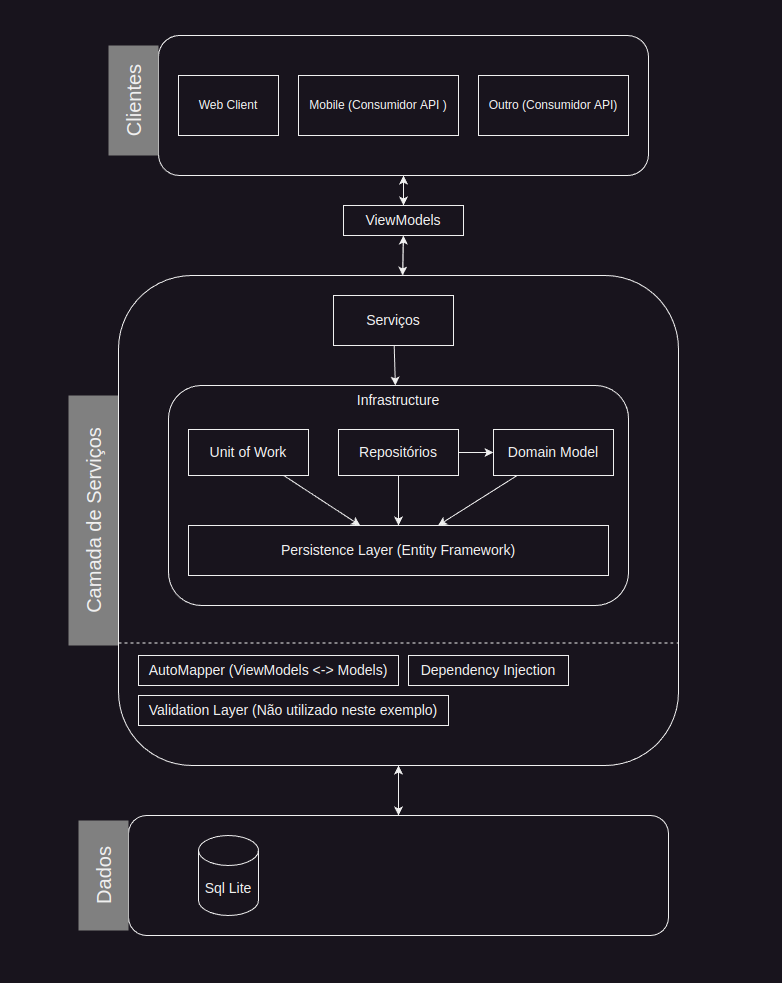 Clientes
Web Client
Mobile (Consumidor API )
Outro (Consumidor API)
ViewModels
Camada de Serviços
Serviços
Infrastructure
Unit of Work
Repositórios
Domain Model
Persistence Layer (Entity Framework)
AutoMapper (ViewModels <-> Models)
Dependency Injection
Validation Layer (Não utilizado neste exemplo)
Dados
Sql Lite